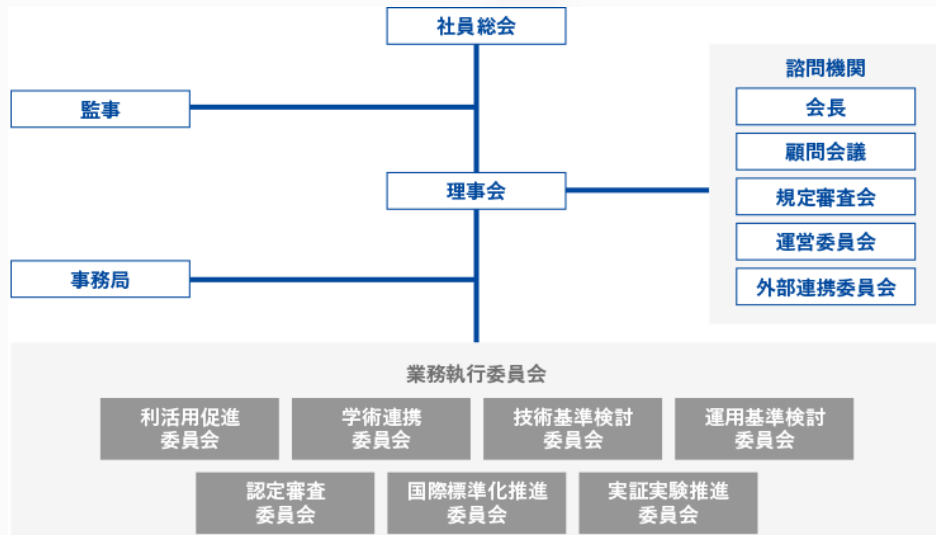 社員総会
監事
理事会
事務局
諮問機関
会長
顧問会議
規定審査会
運営委員会
外部連携委員会
業務執行委員会
利活用促進
委員会
学術連携
委員会
技術基準検討
委員会
運用基準検討
委員会
認定審査
委員会
国際標準化推進
委員会
実証実験推進
委員会